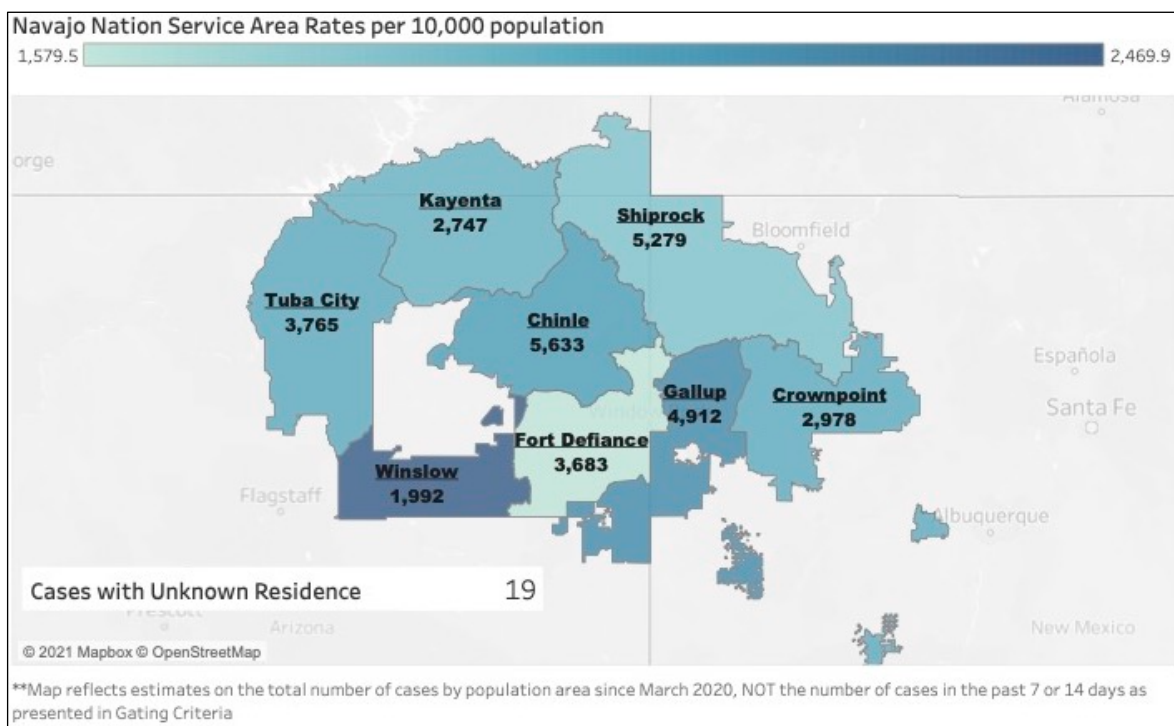 Navajo Nation Service Area Rates per 10,000 population
1,579.5
2,469.9
Alamosa
orge
Kayenta
2,747
Shiprock
5,279
Bloomfield
Tuba City
3,765
Chinle
5,633
Española
Gallup
4,912
Crownpoint
2,978
Santa Fe
Window
Fort Defiance
3,683
Winslow
1,992
Flagstaff
Albuquerque
Cases with Unknown Residence 19
Prescott
Arizona
New Mexico
© 2021 Mapbox © OpenStreetMap
**Map reflects estimates on the total number of cases by population area since March 2020, NOT the number of cases in the past 7 or 14 days as
presented in Gating Criteria